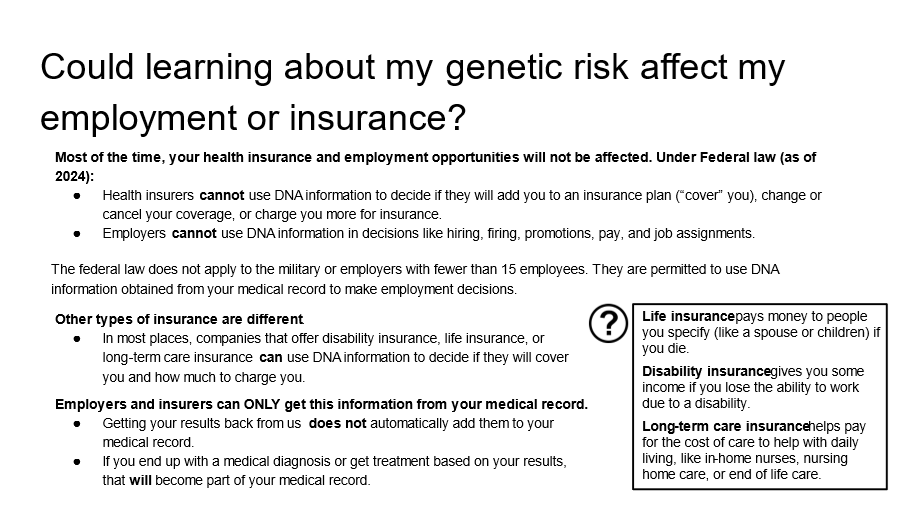 Could learning about my genetic risk affect my
employment or insurance?
Most of the time, your health insurance and employment opportunities will not be affected. Under Federal law (as of
2024):
● Health insurers cannot use DNA information to decide if they will add you to an insurance plan (“cover” you), change or
cancel your coverage, or charge you more for insurance.
● Employers cannot use DNA information in decisions like hiring, firing, promotions, pay, and job assignments.
The federal law does not apply to the military or employers with fewer than 15 employees. They are permitted to use DNA
information obtained from your medical record to make employment decisions.
Other types of insurance are different
● In most places, companies that offer disability insurance, life insurance, or
long-term care insurance can use DNA information to decide if they will cover
you and how much to charge you.
Employers and insurers can ONLY get this information from your medical record.
● Getting your results back from us does not automatically add them to your
medical record.
● If you end up with a medical diagnosis or get treatment based on your results,
that will become part of your medical record.
?
Life insurance pays money to people
you specify (like a spouse or children) if
you die.
Disability insurance gives you some
income if you lose the ability to work
due to a disability.
Long-term care insurance helps pay
for the cost of care to help with daily
living, like in-home nurses, nursing
home care, or end of life care.